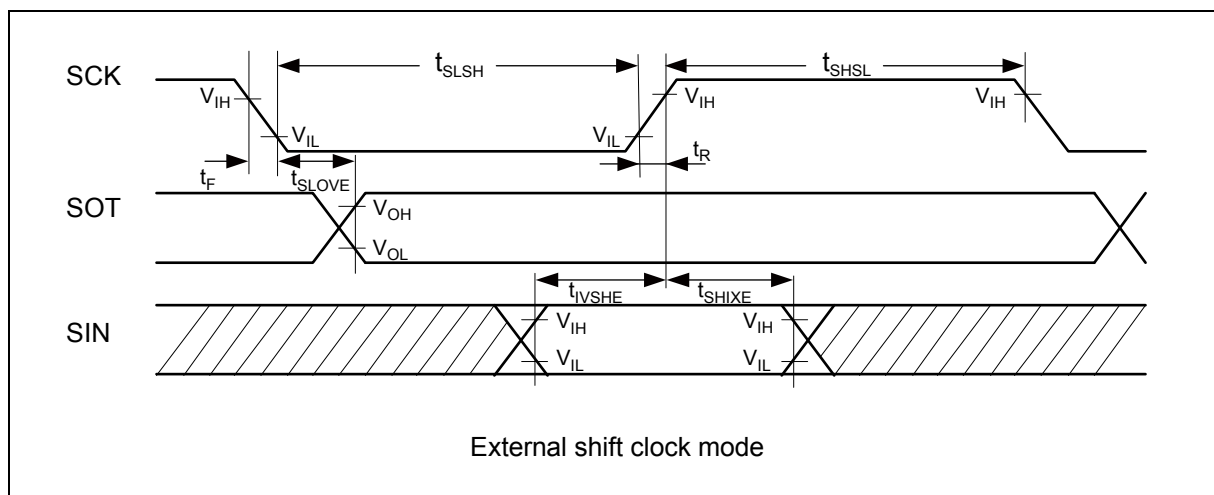 SCK
tSLSH
tSHSL
VIH
VIH
VIH
VIL
VIL
tR
tF
tSLOVE
SOT
VOH
VOL
tIVSHE
tSHIXE
SIN
VIH
VIH
VIL
VIL
External shift clock mode